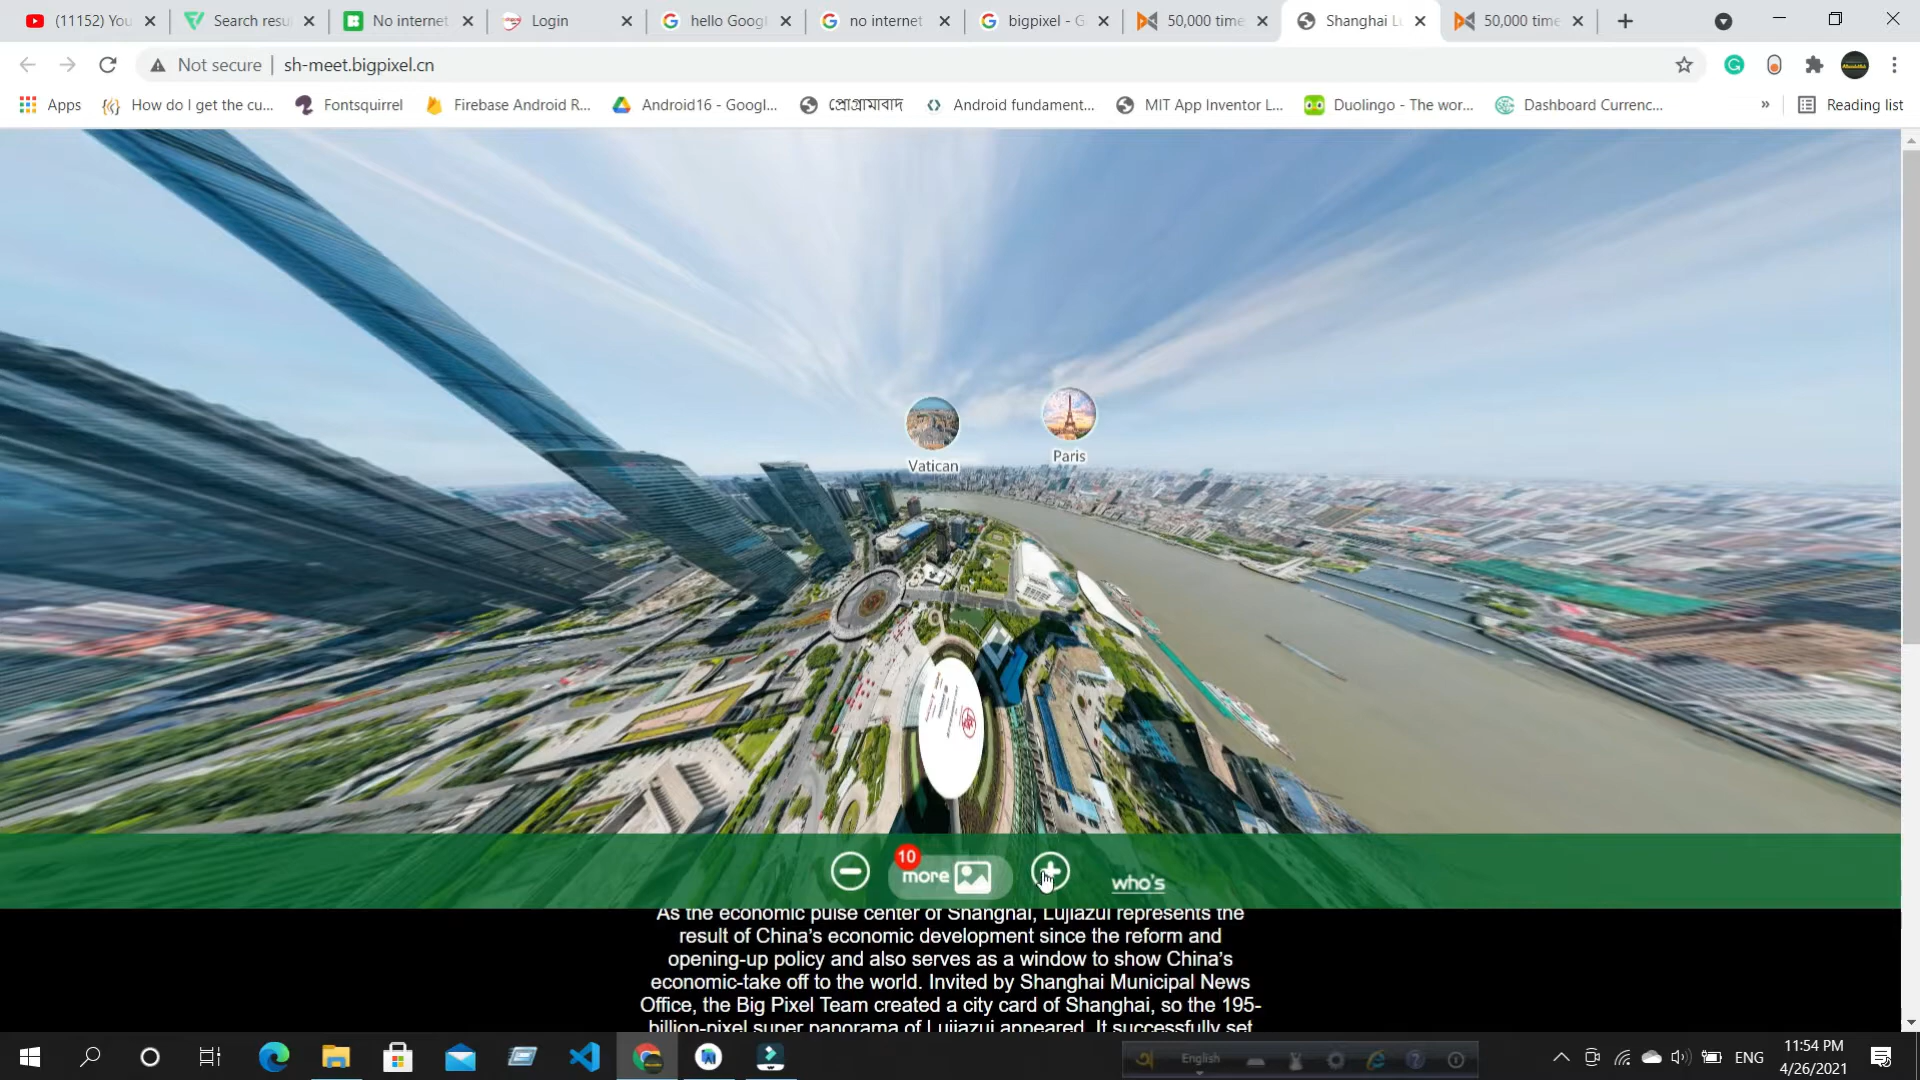 (11152) You
Search resu
No internet
Login
hello Googl
no internet
bigpixel - G
50,000 time
Shanghai Lu
50,000 time
Not secure | sh-meet.bigpixel.cn
Apps
How do I get the cu...
Fontsquirrel
Firebase Android R...
Android16 - Googl...
প্রোগ্রামাবাদ
Android fundament...
MIT App Inventor L...
Duolingo - The wor...
Dashboard Currenc...
»
Reading list
Vatican
Paris
10
more
who's
As the economic pulse center of Shanghai, Lujiazui represents the
result of China's economic development since the reform and
opening-up policy and also serves as a window to show China's
economic-take off to the world. Invited by Shanghai Municipal News
Office, the Big Pixel Team created a city card of Shanghai, so the 195-
billion-pixel super panorama of Lujiazui appeared. It successfully set
English
ENG
11:54 PM
4/26/2021